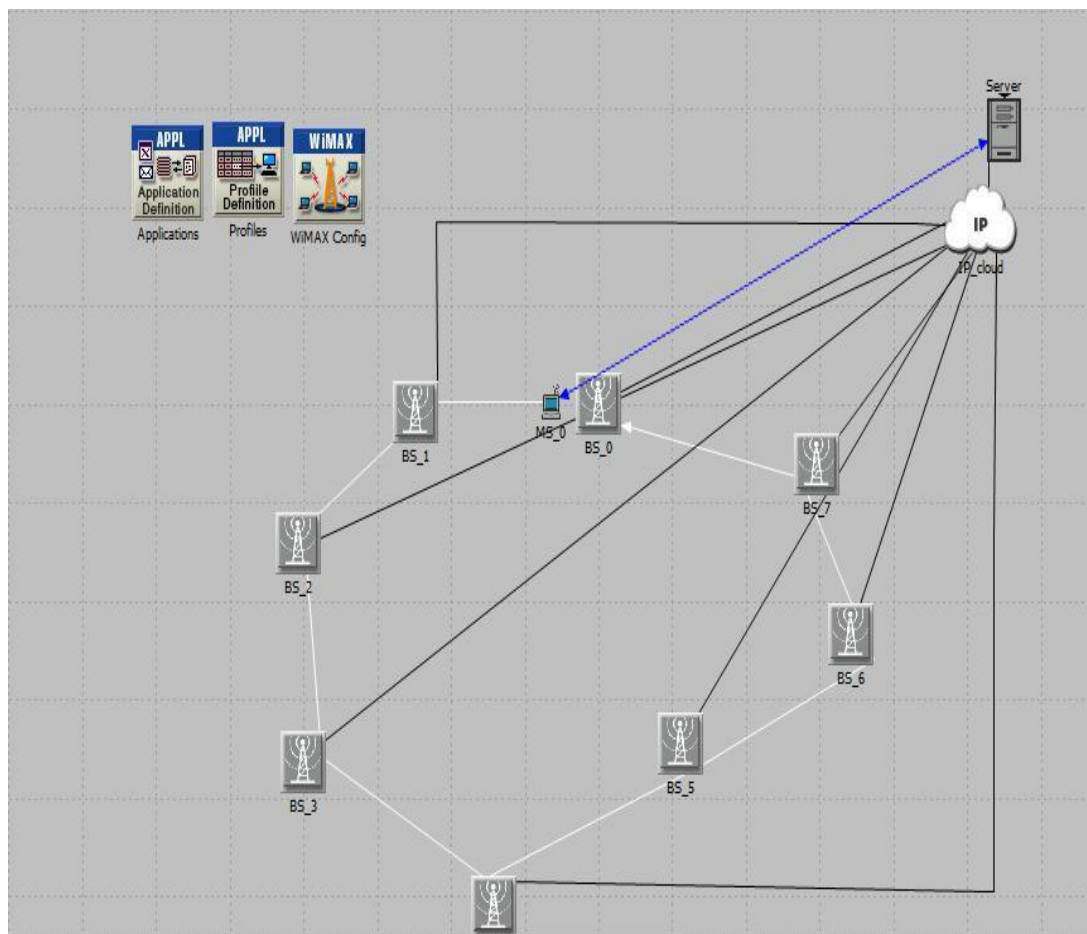 Server
APPL
Application
Definition
Applications
APPL
Profile
Definition
Profiles
WiMAX
WiMAX Config
IP
IP_cloud
MS_0
BS_0
BS_1
BS_7
BS_2
BS_6
BS_5
BS_3